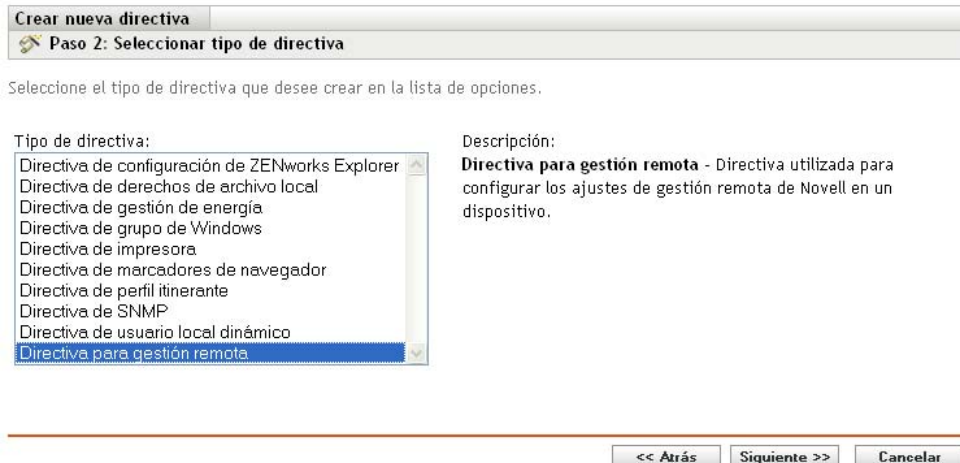 Crear nueva directiva
Paso 2: Seleccionar tipo de directiva
Seleccione el tipo de directiva que desee crear en la lista de opciones.
Tipo de directiva:
Directiva de configuración de ZENworks Explorer
Directiva de derechos de archivo local
Directiva de gestión de energía
Directiva de grupo de Windows
Directiva de impresora
Directiva de marcadores de navegador
Directiva de perfil itinerante
Directiva de SNMP
Directiva de usuario local dinámico
Directiva para gestión remota
Descripción:
Directiva para gestión remota - Directiva utilizada para
configurar los ajustes de gestión remota de Novell en un
dispositivo.
<< Atrás
Siguiente >>
Cancelar